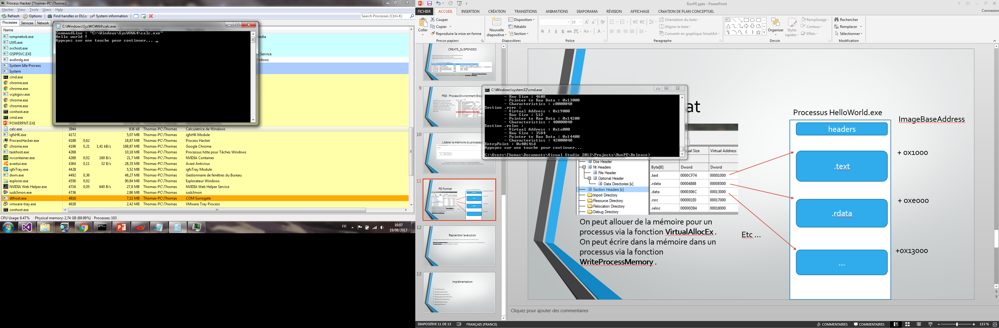 Process Hacker [Thomas-PC\Thomas]
Hacker View Tools Users Help
Refresh Options Find handles or DLLs System information Search Processes (Ctrl+K)
Processes Services Network
Name
wmpnetwk.exe
LMS.exe
svchost.exe
OSPPSVC.EXE
audiodg.exe
System Idle Process
System
cmd.exe
chrome.exe
chrome.exe
vcpkgsrv.exe
chrome.exe
chrome.exe
conhost.exe
cmd.exe
POWERPNT.EXE
calc.exe 3944 836 kB Thomas-PC\Thomas Calculatrice de Windows
igfxHK.exe 4172 5,07 MB Thomas-PC\Thomas igfxHK Module
ProcessHacker.exe 4188 0,62 18,87 MB Thomas-PC\Thomas Process Hacker
chrome.exe 4196 0,21 1,41 kB/s 168,87 MB Thomas-PC\Thomas Google Chrome
taskhost.exe 4268 10,18 MB Thomas-PC\Thomas Processus hôte pour Tâches Windows
nvcontainer.exe 4288 0,02 160 B/s 21,7 MB Thomas-PC\Thomas NVIDIA Container
avastui.exe 4364 0,11 32 B/s 28,35 MB Thomas-PC\Thomas Avast Antivirus
igfxTray.exe 4428 5,52 MB Thomas-PC\Thomas igfxTray Module
dwm.exe 4492 0,36 48,27 MB Thomas-PC\Thomas Gestionnaire de fenêtres du Bureau
explorer.exe 4556 0,02 90,84 MB Thomas-PC\Thomas Explorateur Windows
NVIDIA Web Helper.exe 4716 0,05 640 B/s 27,8 MB Thomas-PC\Thomas NVIDIA Web Helper Service
iusb3mon.exe 4736 2,86 MB Thomas-PC\Thomas iusb3mon
dllhost.exe 4816 7,11 MB Thomas-PC\Thomas COM Surrogate
vmware-tray.exe 4928 2,42 MB Thomas-PC\Thomas VMware Tray Process
conhost.exe
CPU Usage: 6.47% Physical memory: 2,74 GB (69.99%) Processes: 103
C:\Windows\SysWOW64\calc.exe
CommandLine : "C:\Windows\SysWOW64\calc.exe"
Hello world !
Appuyez sur une touche pour continuer... _
edia
Service
ndows
FR 16:07
19/08/2017
RunPE.pptx - PowerPoint
FICHIER ACCUEIL INSERTION CRÉATION TRANSITIONS ANIMATIONS DIAPORAMA RÉVISION AFFICHAGE CRéATION DE PLAN CONCEPTUEL Connexion
Coller
Couper
Copier
Reproduire la mise en forme
Presse-papiers
Nouvelle diapositive
Disposition
Rétablir
Section
Diapositives
18
G I S S abc AV Aa A
Police
Orientation du texte
Aligner le texte
Convertir en graphique SmartArt
Paragraphe
Organiser
Styles rapides
Remplissage
Contour
Effets
Dessin
Rechercher
Remplacer
Sélectionner
Modification
CREATE_SUSPENDED
9
PEB : Process Environment Bloc
10
Libérer la mémoire du processus
11
PE Format
12
Reprendre l'exécution
13
Implémentation
C:\Windows\system32\cmd.exe
- Raw Size : 4608
- Pointer to Raw Data : 0x13000
- Characteristics : c0000040
Section .rsrc :
- Virtual Address : 0x19000
- Raw Size : 512
- Pointer to Raw Data : 0x14200
- Characteristics : 40000040
Section .reloc :
- Virtual Address : 0x1a000
- Raw Size : 3584
- Pointer to Raw Data : 0x14400
- Characteristics : 42000040
EntryPoint : 0x40141d
Appuyez sur une touche pour continuer...
C:\Users\Thomas\Documents\Visual Studio 2013\Projects\RunPE\Release>
at
Dos Header
Nt Headers
File Header
Optional Header
Data Directories [x]
Section Headers [x]
Import Directory
Resource Directory
Relocation Directory
Debug Directory
ual Size Virtual Address
Byte[8] Dword Dword
.text 0000CF74 00001000
.rdata 00004888 0000E000
.data 0000306C 00013000
.rsrc 000001E0 00017000
.reloc 00000D84 00018000
On peut allouer de la mémoire pour un
processus via la fonction VirtualAllocEx .
On peut écrire dans la mémoire dans un
processus via la fonction
WriteProcessMemory .
Etc ...
Processus HelloWorld.exe
ImageBaseAddress
headers
+ 0x1000
.text
+ 0xe000
.rdata
+0x13000
...
Cliquez pour ajouter des commentaires
DIAPOSITIVE 11 DE 13 FRANÇAIS (FRANCE) COMMENTAIRES COMMENTAIRES 115 %